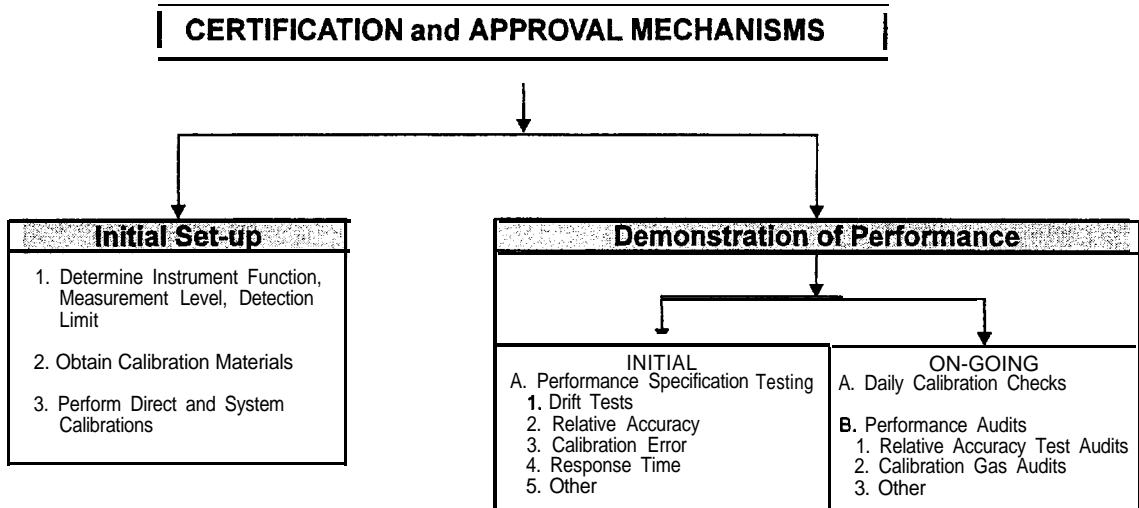 CERTIFICATION and APPROVAL MECHANISMS
Initial Set-up
1. Determine Instrument Function,
Measurement Level, Detection
Limit
2. Obtain Calibration Materials
3. Perform Direct and System
Calibrations
Demonstration of Performance
INITIAL
A. Performance Specification Testing
1. Drift Tests
2. Relative Accuracy
3. Calibration Error
4. Response Time
5. Other
ON-GOING
A. Daily Calibration Checks
B. Performance Audits
1. Relative Accuracy Test Audits
2. Calibration Gas Audits
3. Other